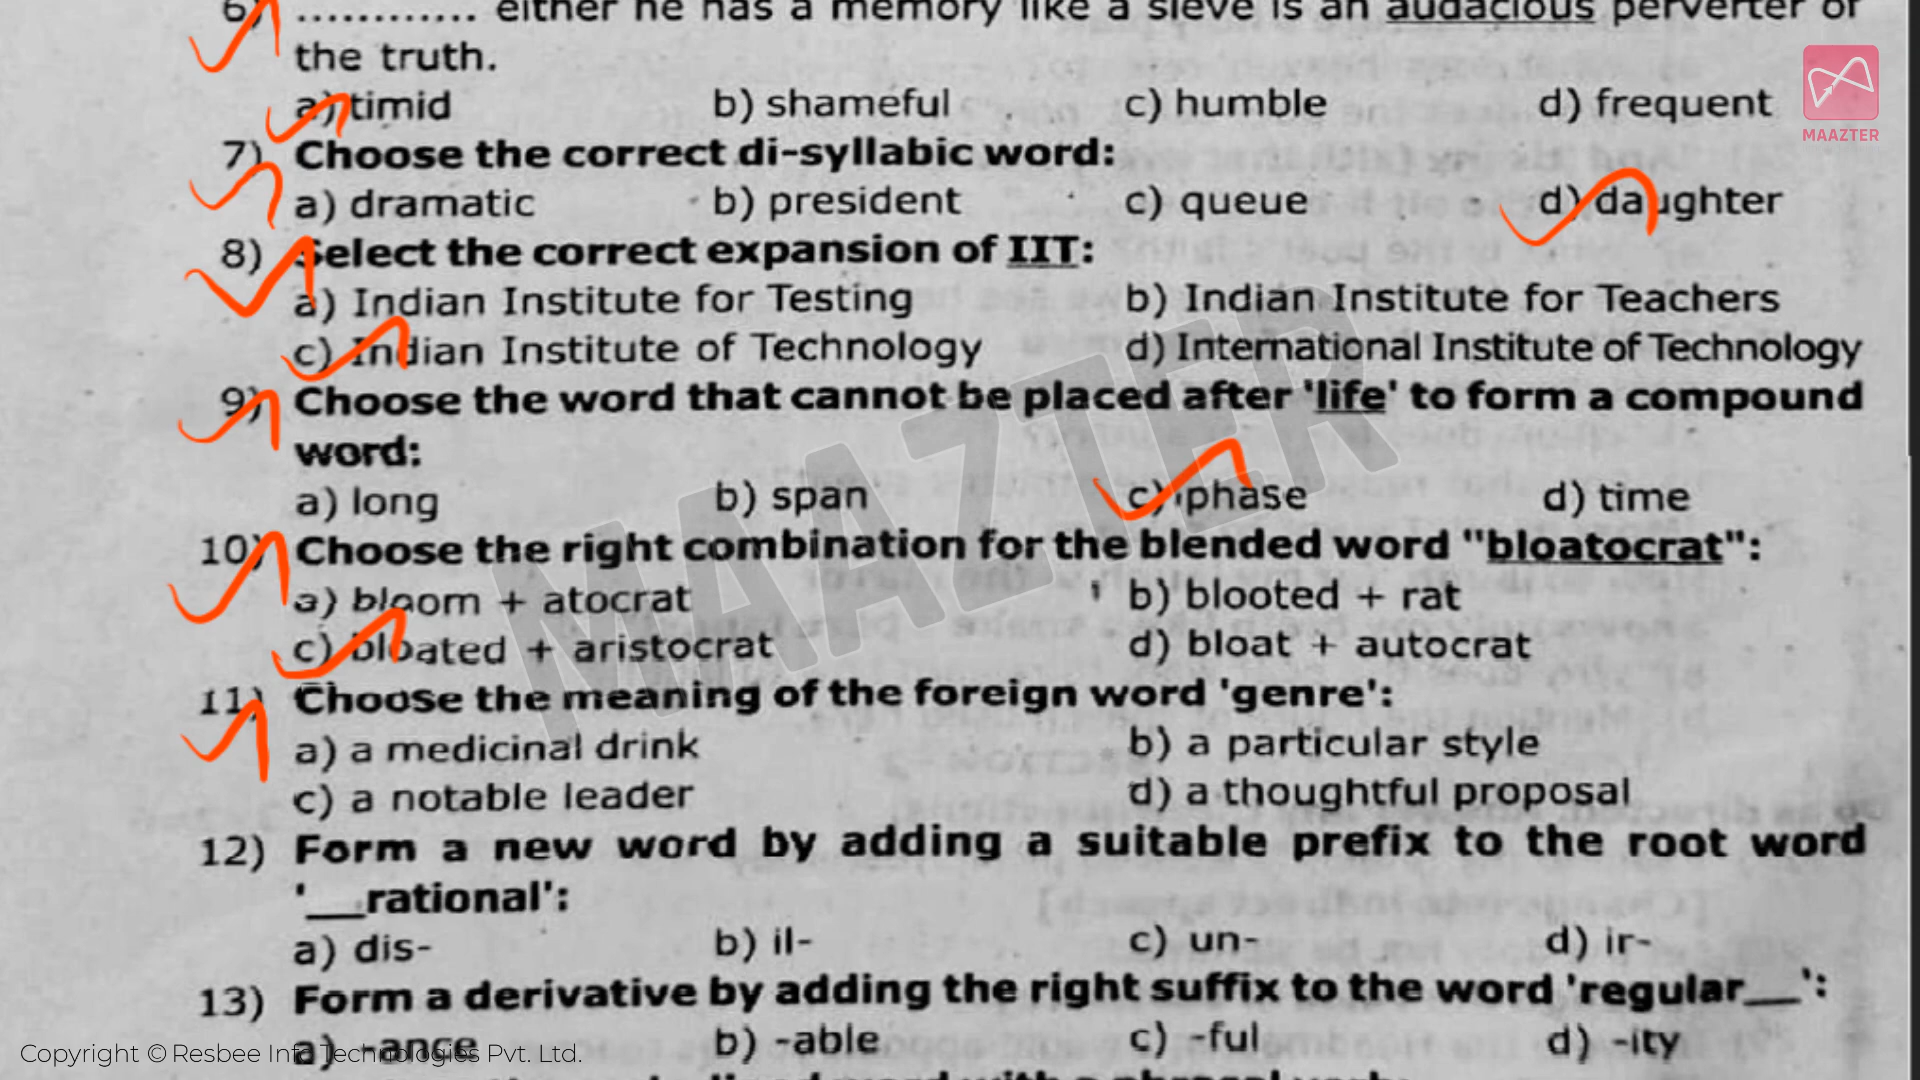 6) ............. either he has a memory like a sieve is an audacious perverter of
the truth.
a) timid b) shameful c) humble d) frequent
MAAZTER
7) Choose the correct di-syllabic word:
a) dramatic b) president c) queue d) daughter
8) Select the correct expansion of IIT:
a) Indian Institute for Testing b) Indian Institute for Teachers
c) Indian Institute of Technology d) International Institute of Technology
9) Choose the word that cannot be placed after 'life' to form a compound
word:
a) long b) span c) phase d) time
MAAZTER
10) Choose the right combination for the blended word "bloatocrat":
a) bloom + atocrat b) blooted + rat
c) bloated + aristocrat d) bloat + autocrat
11) Choose the meaning of the foreign word 'genre':
a) a medicinal drink b) a particular style
c) a notable leader d) a thoughtful proposal
12) Form a new word by adding a suitable prefix to the root word
'___rational':
a) dis- b) il- c) un- d) ir-
13) Form a derivative by adding the right suffix to the word 'regular___':
a) -ance b) -able c) -ful d) -ity
Copyright © Resbee Info Technologies Pvt. Ltd.